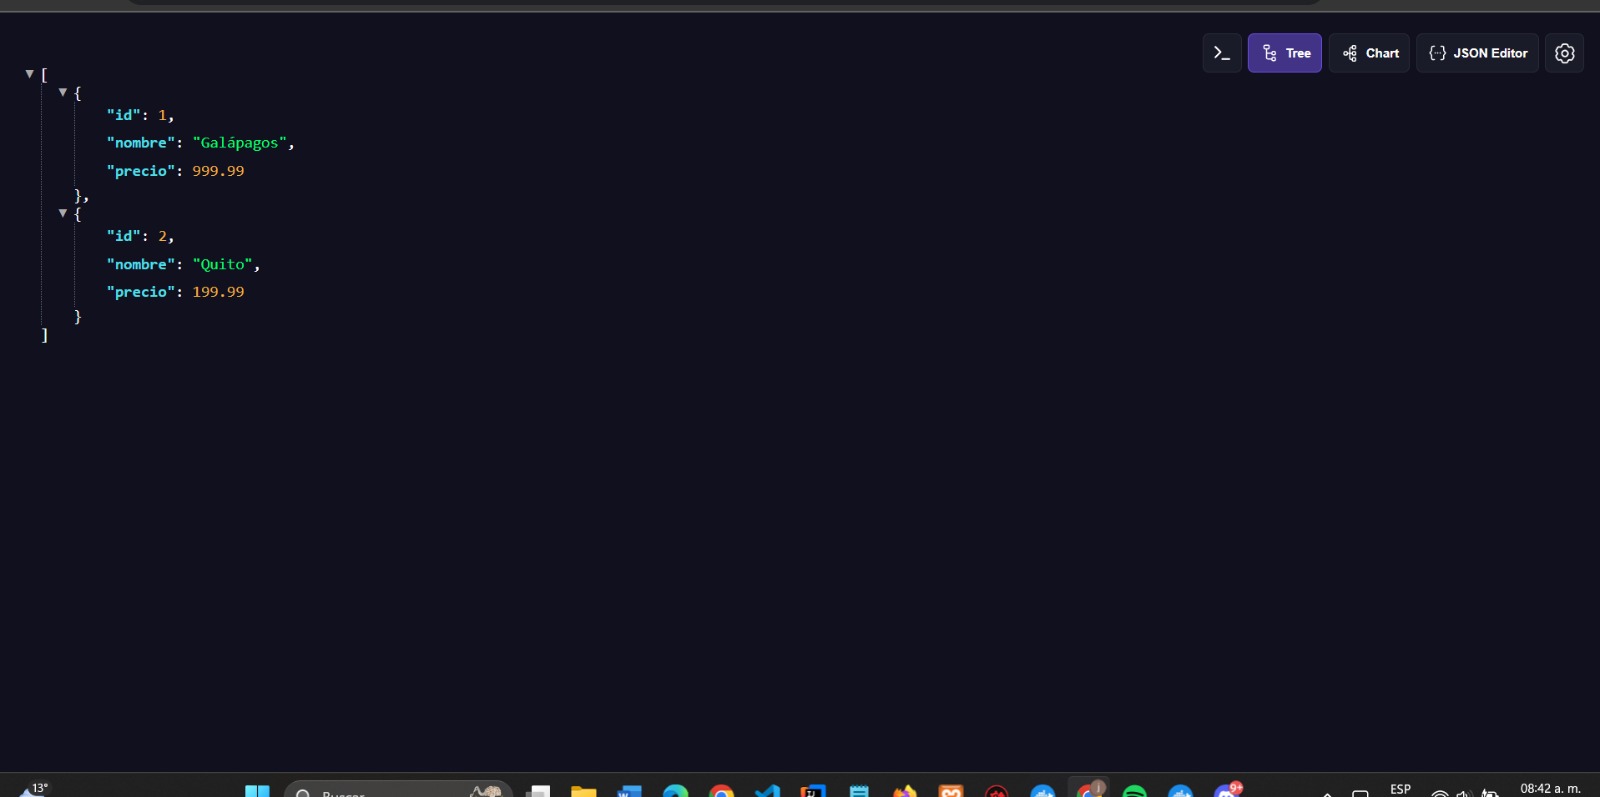 >_ Tree Chart {···} JSON Editor
[
{
"id": 1,
"nombre": "Galápagos",
"precio": 999.99
},
{
"id": 2,
"nombre": "Quito",
"precio": 199.99
}
]
13°
Buscar
9+
ESP
08:42 a. m.